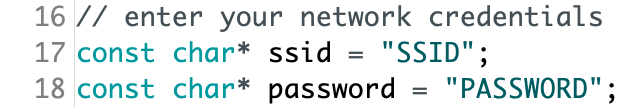 16 // enter your network credentials
17 const char* ssid = "SSID";
18 const char* password = "PASSWORD";